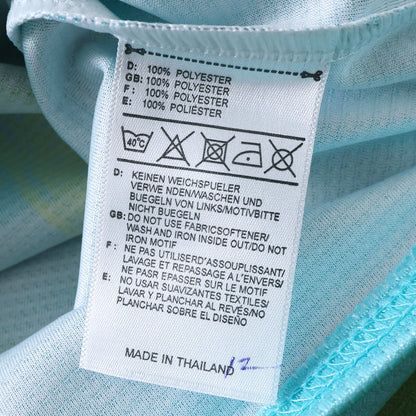 D: 100% POLYESTER
GB: 100% POLYESTER
F : 100% POLYESTER
E: 100% POLIÉSTER
40°C
D: KEINEN WEICHSPUELER
VERWE NDEN/WASCHEN UND
BUEGELN VON LINKS/MOTIVBITTE
NICHT BUEGELN
GB: DO NOT USE FABRICSOFTENER/
WASH AND IRON INSIDE OUT/DO NOT
IRON MOTIF
F : NE PAS UTILISERD'ASSOUPLISSANT/
LAVAGE ET REPASSAGE A L'ENVERS/
NE PASR EPASSER SUR LE MOTIF
E: NO USAR SUAVIZANTES TEXTILES/
LAVAR Y PLANCHAR AL REVÉS/NO
PLANCHAR SOBRE EL DISEÑO
MADE IN THAILAND